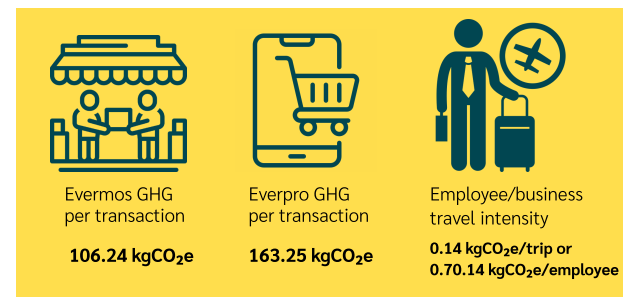 Evermos GHG
per transaction
106.24 kgCO₂e
Everpro GHG
per transaction
163.25 kgCO₂e
Employee/business
travel intensity
0.14 kgCO₂e/trip or
0.70.14 kgCO₂e/employee